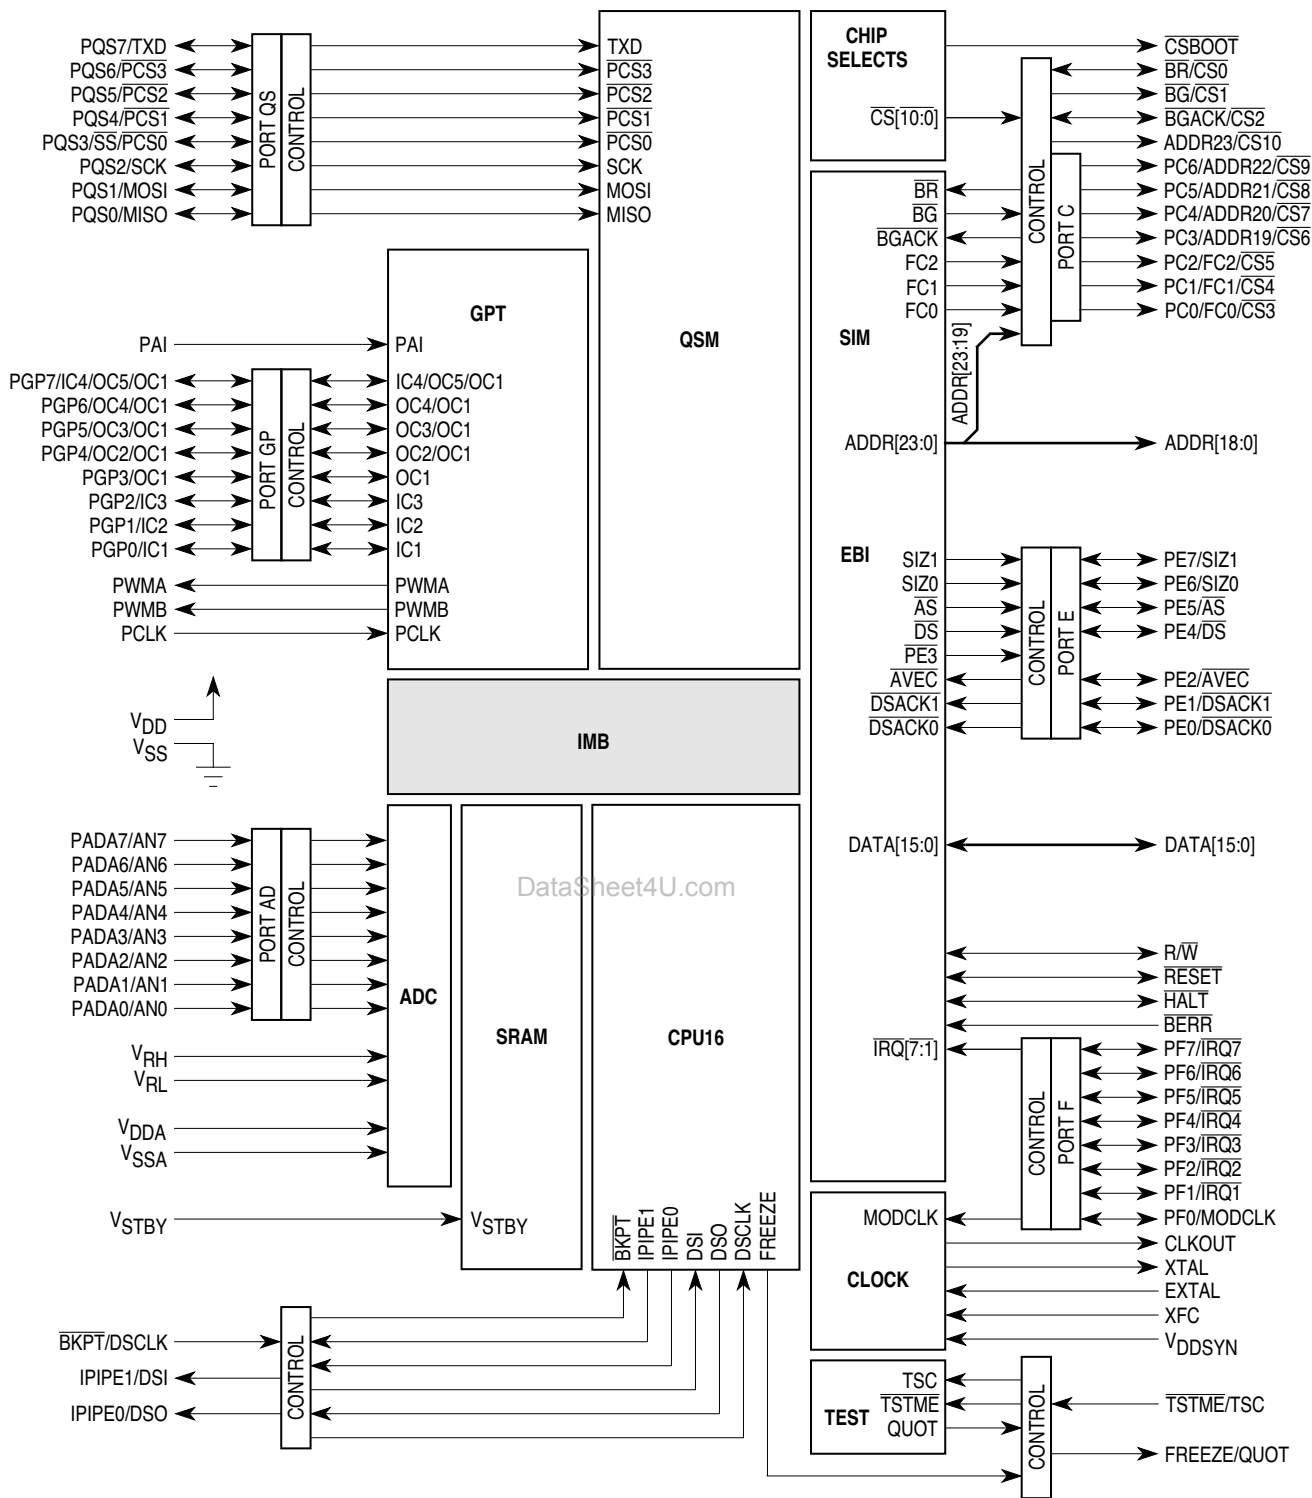 PQS7/TXD
PQS6/PCS3
PQS5/PCS2
PQS4/PCS1
PQS3/SS/PCS0
PQS2/SCK
PQS1/MOSI
PQS0/MISO
PORT QS
CONTROL
TXD
PCS3
PCS2
PCS1
PCS0
SCK
MOSI
MISO
QSM
CHIP
SELECTS
CS[10:0]
CSBOOT
BR/CS0
BG/CS1
BGACK/CS2
ADDR23/CS10
PC6/ADDR22/CS9
PC5/ADDR21/CS8
PC4/ADDR20/CS7
PC3/ADDR19/CS6
PC2/FC2/CS5
PC1/FC1/CS4
PC0/FC0/CS3
CONTROL
PORT C
BR
BG
BGACK
FC2
FC1
FC0
SIM
ADDR[23:19]
ADDR[23:0]
ADDR[18:0]
GPT
PAI
PAI
PGP7/IC4/OC5/OC1
PGP6/OC4/OC1
PGP5/OC3/OC1
PGP4/OC2/OC1
PGP3/OC1
PGP2/IC3
PGP1/IC2
PGP0/IC1
PORT GP
CONTROL
IC4/OC5/OC1
OC4/OC1
OC3/OC1
OC2/OC1
OC1
IC3
IC2
IC1
PWMA
PWMB
PCLK
PWMA
PWMB
PCLK
EBI
SIZ1
SIZ0
AS
DS
PE3
AVEC
DSACK1
DSACK0
CONTROL
PORT E
PE7/SIZ1
PE6/SIZ0
PE5/AS
PE4/DS
PE2/AVEC
PE1/DSACK1
PE0/DSACK0
VDD
VSS
IMB
DATA[15:0]
DATA[15:0]
PADA7/AN7
PADA6/AN6
PADA5/AN5
PADA4/AN4
PADA3/AN3
PADA2/AN2
PADA1/AN1
PADA0/AN0
PORT AD
CONTROL
ADC
SRAM
CPU16
DataSheet4U.com
VRH
VRL
VDDA
VSSA
VSTBY
VSTBY
R/W
RESET
HALT
BERR
IRQ[7:1]
CONTROL
PORT F
PF7/IRQ7
PF6/IRQ6
PF5/IRQ5
PF4/IRQ4
PF3/IRQ3
PF2/IRQ2
PF1/IRQ1
PF0/MODCLK
MODCLK
CLOCK
CLKOUT
XTAL
EXTAL
XFC
VDDSYN
BKPT
IPIPE1
IPIPE0
DSI
DSO
DSCLK
FREEZE
BKPT/DSCLK
IPIPE1/DSI
IPIPE0/DSO
CONTROL
TEST
TSC
TSTME
QUOT
CONTROL
TSTME/TSC
FREEZE/QUOT